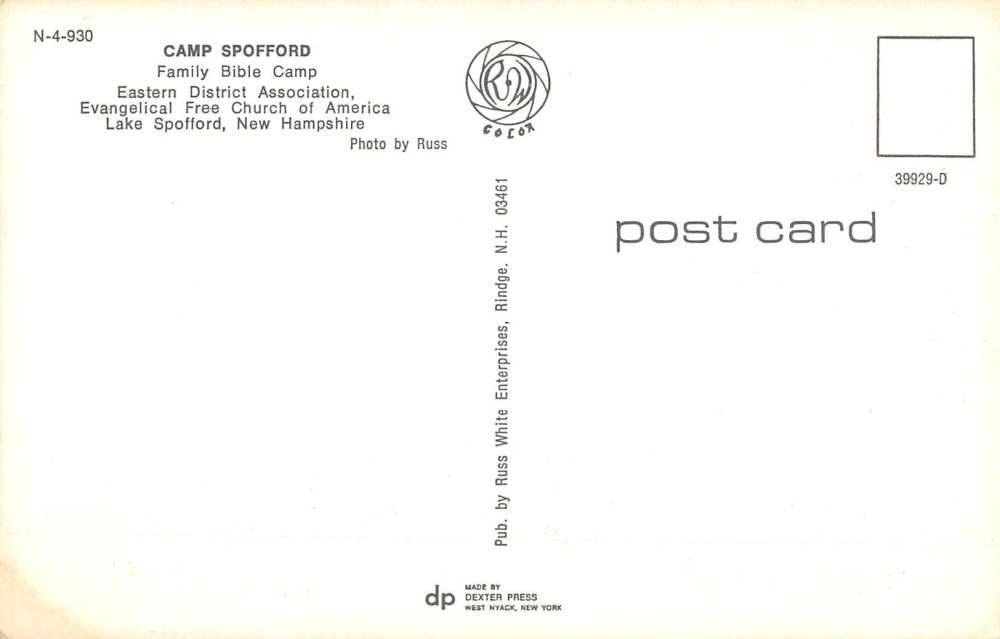 N-4-930
CAMP SPOFFORD
Family Bible Camp
Eastern District Association,
Evangelical Free Church of America
Lake Spofford, New Hampshire
Photo by Russ
RW
COLOR
39929-D
post card
Pub. by Russ White Enterprises, Rindge. N.H. 03461
dp
MADE BY
DEXTER PRESS
WEST NYACK, NEW YORK